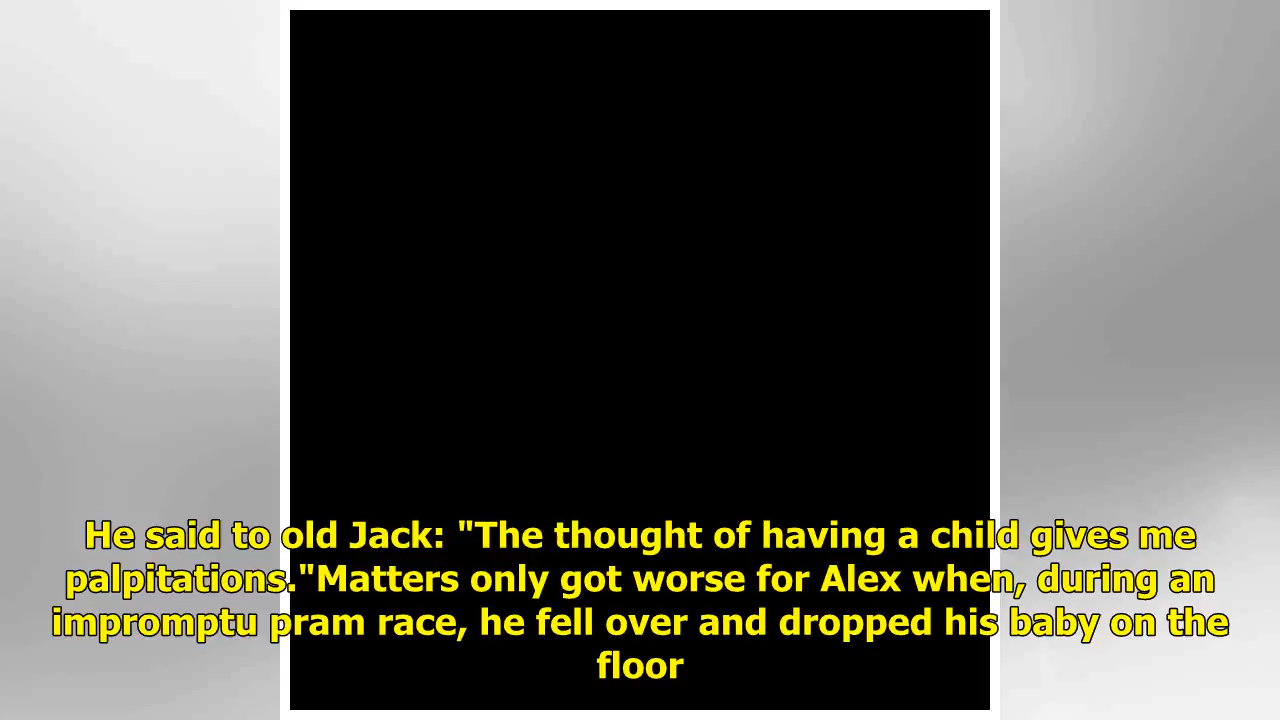 He said to old Jack: "The thought of having a child gives me
palpitations."Matters only got worse for Alex when, during an
impromptu pram race, he fell over and dropped his baby on the
floor